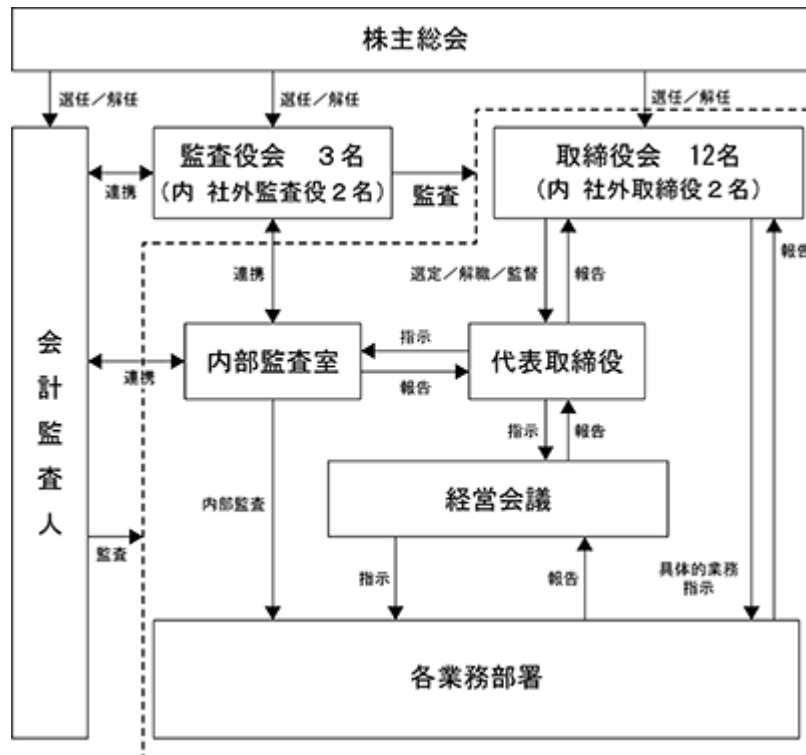 株主総会
選任／解任
選任／解任
選任／解任
監査役会　３名
（内 社外監査役２名）
取締役会　12名
（内 社外取締役２名）
連携
監査
連携
選定／解職／監督
報告
報告
会計監査人
内部監査室
代表取締役
指示
報告
連携
指示
報告
経営会議
内部監査
監査
指示
報告
具体的業務
指示
各業務部署